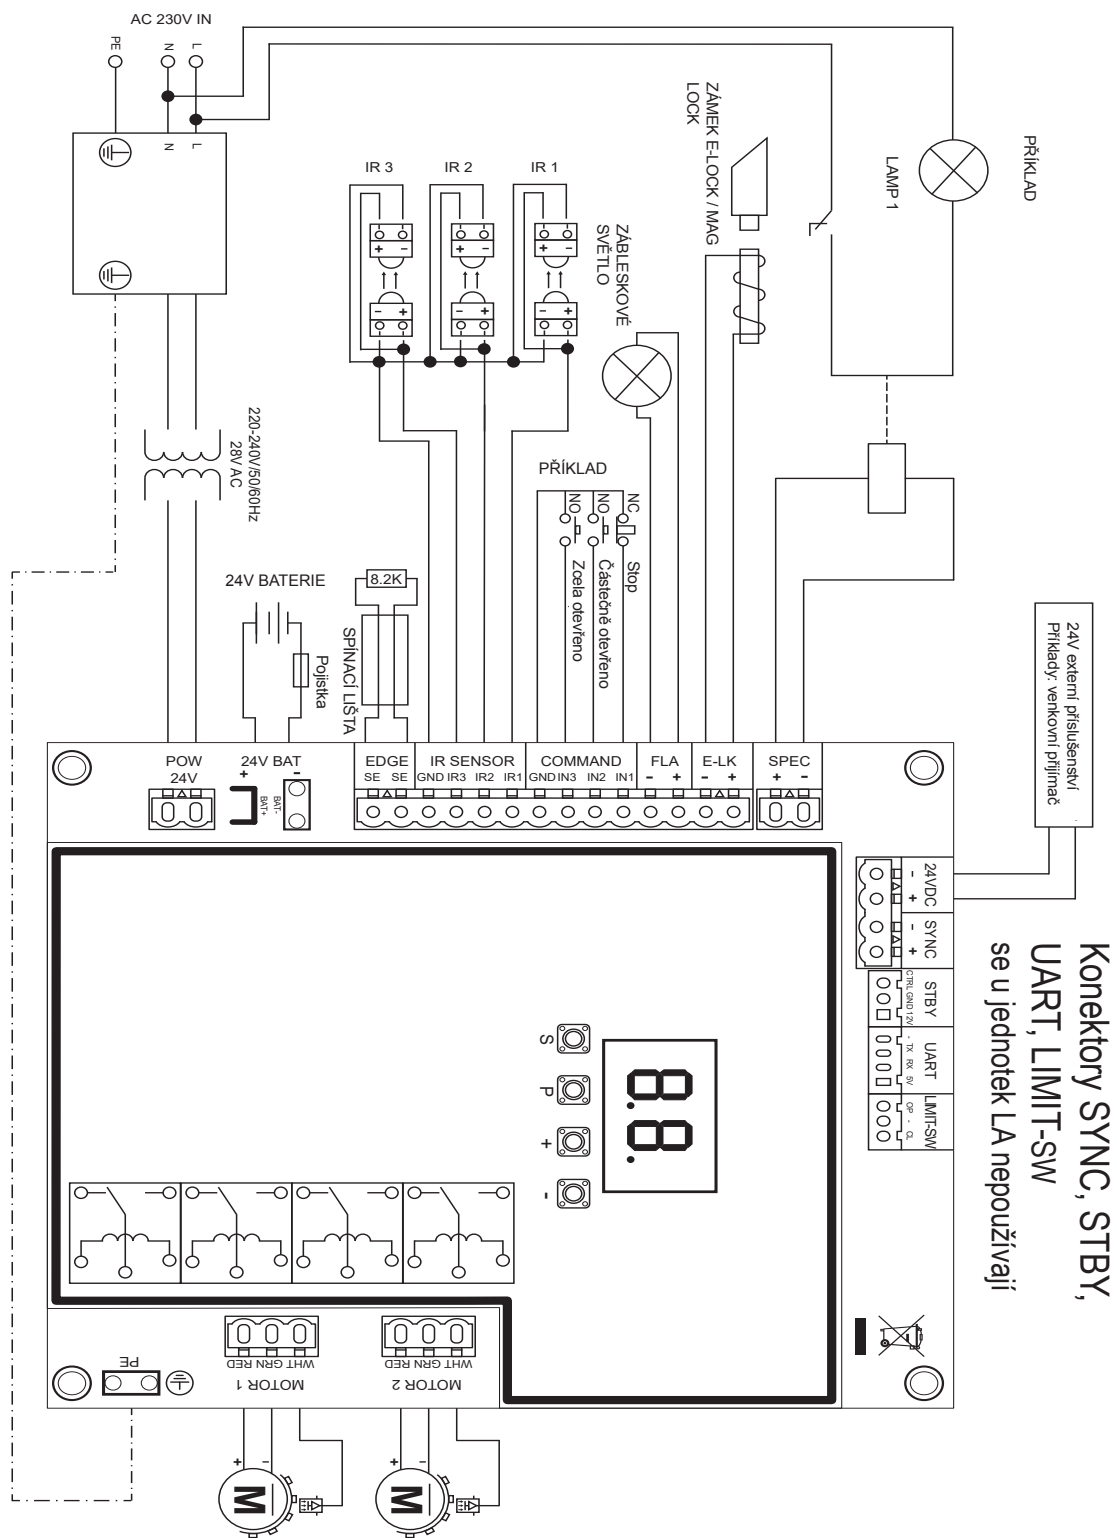 AC 230V IN
PE
N
L
N
L
PŘÍKLAD
LAMP 1
ZÁMEK E-LOCK / MAG
LOCK
IR 3
IR 2
IR 1
+ -
+ -
+ -
- +
- +
- +
ZÁBLESKOVÉ
SVĚTLO
220-240V/50/60Hz
28V AC
PŘÍKLAD
NO
NO
NC
Zcela otevřeno
Částečně otevřeno
Stop
24V BATERIE
Pojistka
8.2K
SPÍNACÍ LIŠTA
24V externí příslušenství
Příklady: venkovní přijímač
POW
24V
24V BAT
+ -
BAT+
BAT-
EDGE
SE SE
IR SENSOR
GND IR3 IR2 IR1
COMMAND
GND IN3 IN2 IN1
FLA
- +
E-LK
- +
SPEC
+ -
24VDC
- +
SYNC
- +
STBY
CTRL GND 12V
UART
- TX RX 5V
LIMIT-SW
OP - CL
Konektory SYNC, STBY,
UART, LIMIT-SW
se u jednotek LA nepoužívají
8.8.
S
P
+
-
WHT GRN RED
MOTOR 1
WHT GRN RED
MOTOR 2
PE
+ -
M
+ -
M